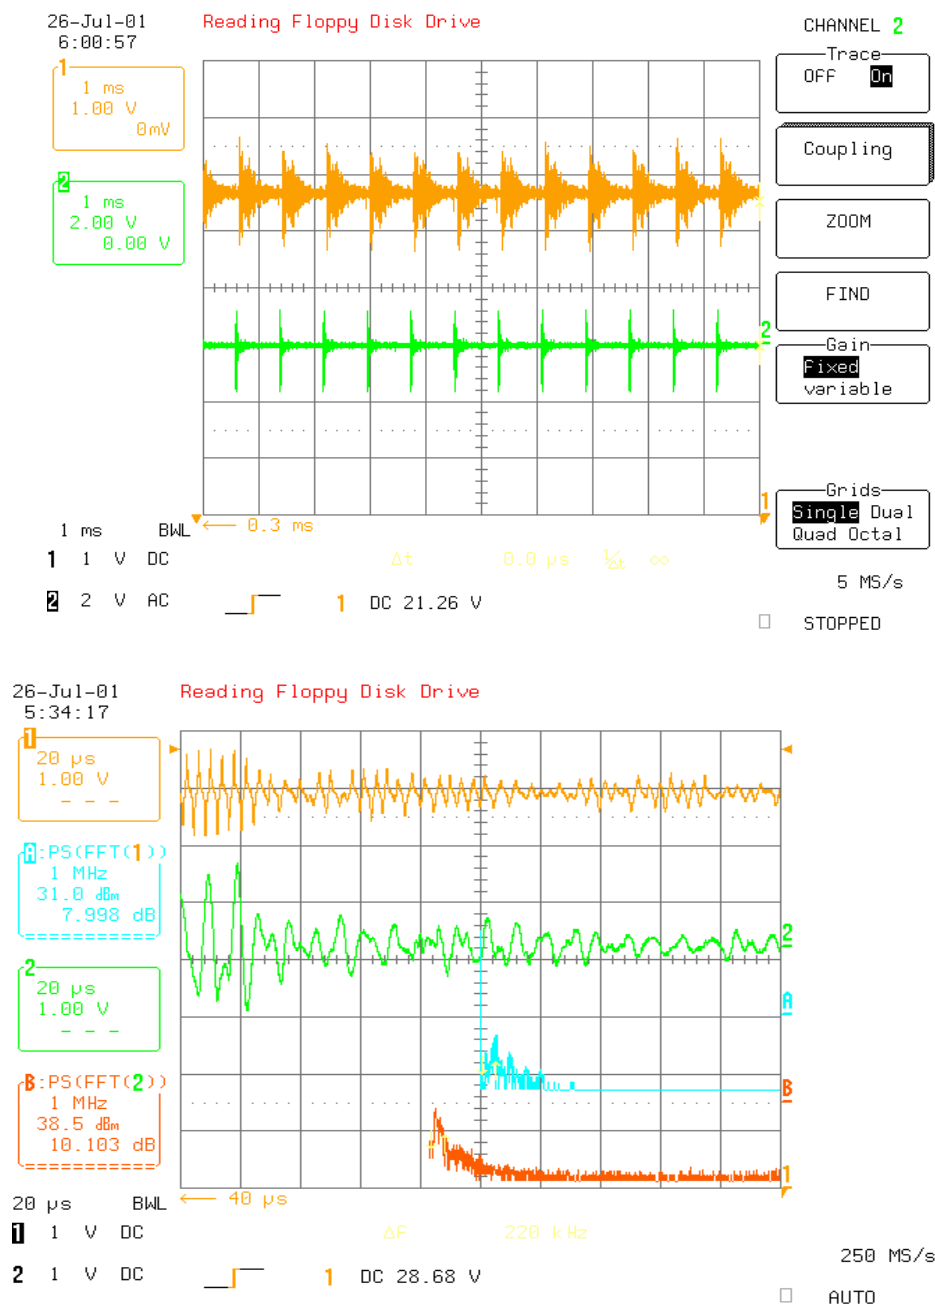 26-Jul-01
6:00:57
Reading Floppy Disk Drive
CHANNEL 2
1
1 ms
1.00 V
0mV
2
1 ms
2.00 V
0.00 V
Trace
OFF On
Coupling
ZOOM
FIND
2
Gain
Fixed
variable
1
Grids
Single Dual
Quad Octal
← 0.3 ms
1 ms BWL
1 1 V DC
Δt 0.0 µs 1/Δt ∞
2 2 V AC
1 DC 21.26 V
5 MS/s
□ STOPPED
26-Jul-01
5:34:17
Reading Floppy Disk Drive
1
20 µs
1.00 V
- - -
A:PS(FFT(1))
1 MHz
31.0 dBm
7.998 dB
===========
2
20 µs
1.00 V
- - -
B:PS(FFT(2))
1 MHz
38.5 dBm
10.103 dB
===========
2
A
B
1
← 40 µs
20 µs BWL
1 1 V DC
ΔF 220 kHz
2 1 V DC
1 DC 28.68 V
250 MS/s
□ AUTO